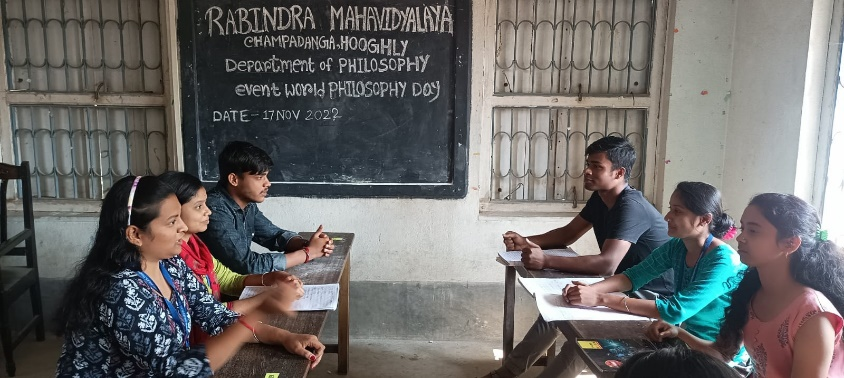 RABINDRA MAHAVIDYALAYA
CHAMPADANGA, HOOGHLY
Department of PHILOSOPHY
event world PHILOSOPHY DAY
DATE - 17 NOV 2022